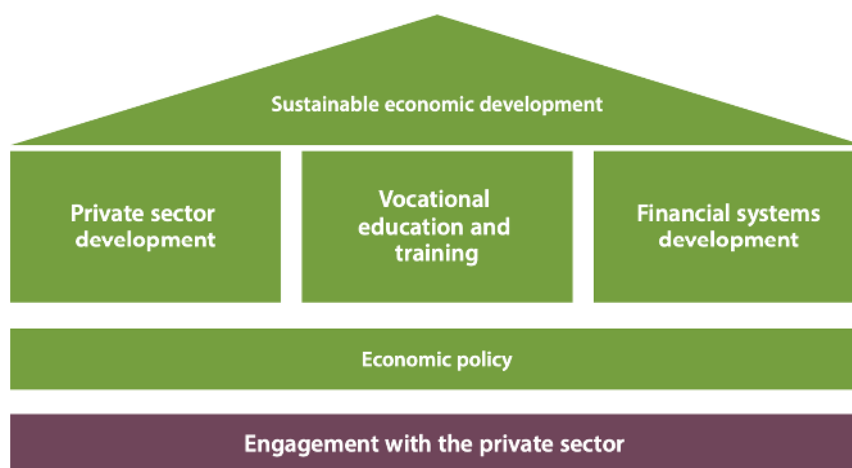 Sustainable economic development
Private sector
development
Vocational
education and
training
Financial systems
development
Economic policy
Engagement with the private sector